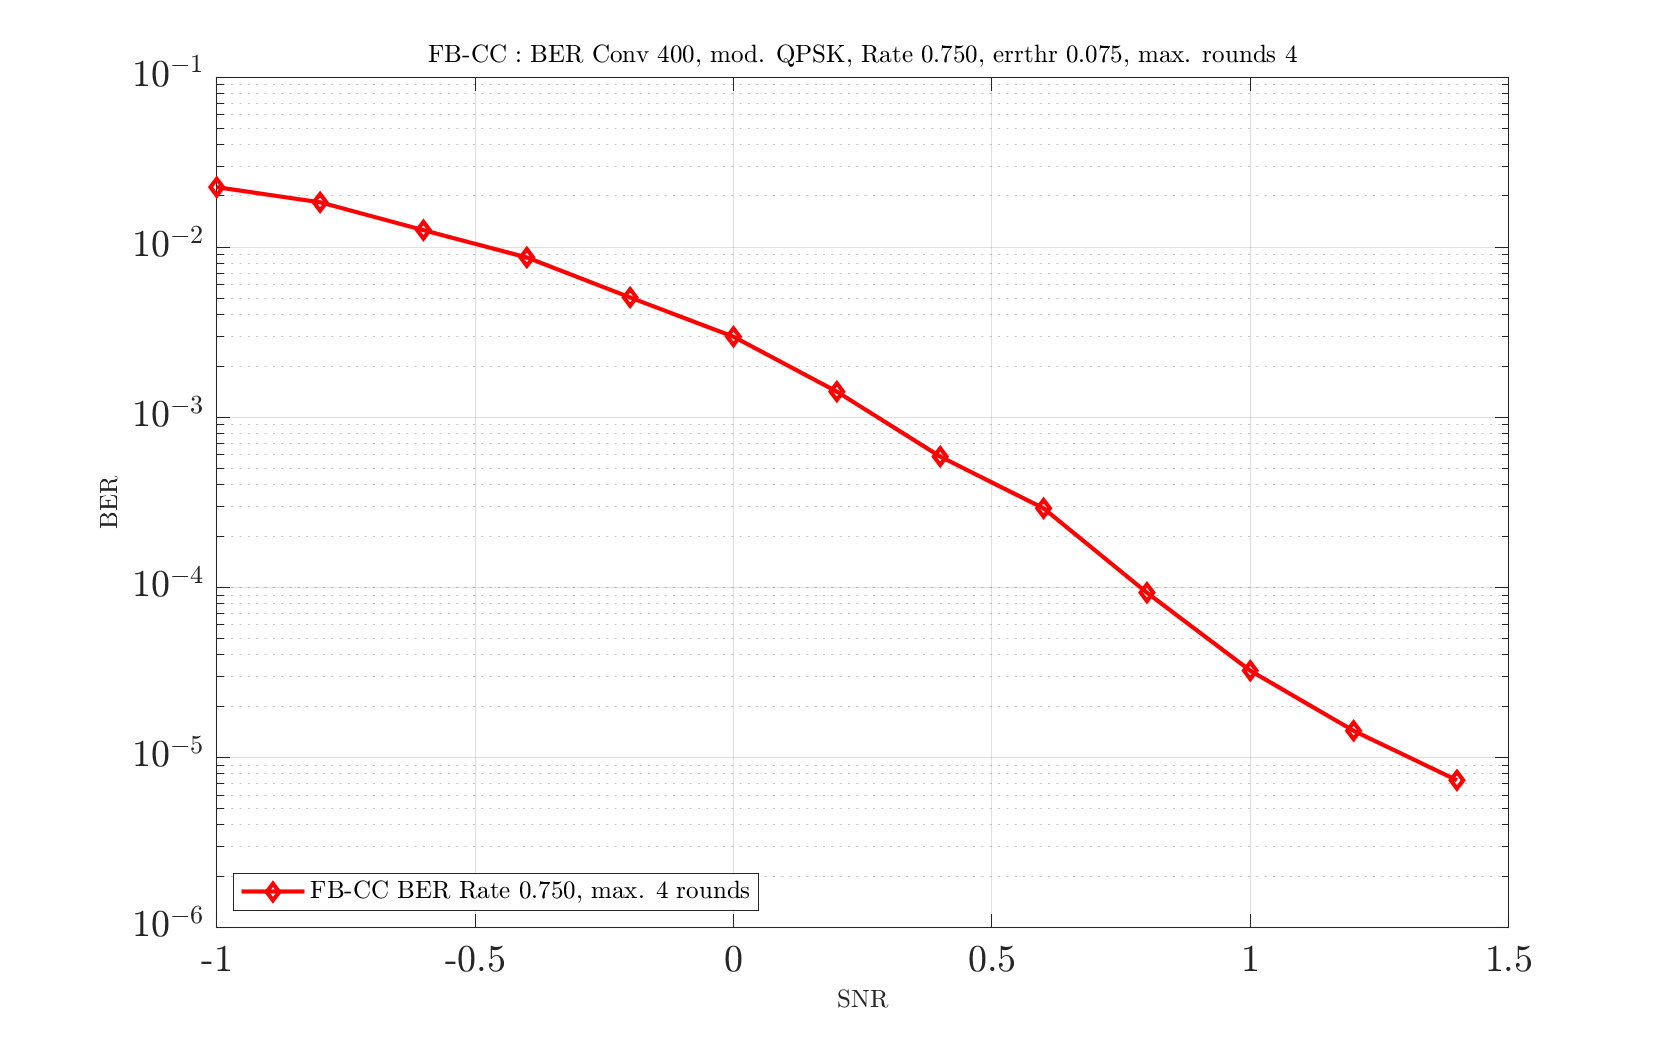 FB-CC : BER Conv 400, mod. QPSK, Rate 0.750, errthr 0.075, max. rounds 4
10⁻¹
10⁻²
10⁻³
10⁻⁴
10⁻⁵
10⁻⁶
BER
FB-CC BER Rate 0.750, max. 4 rounds
-1 -0.5 0 0.5 1 1.5
SNR